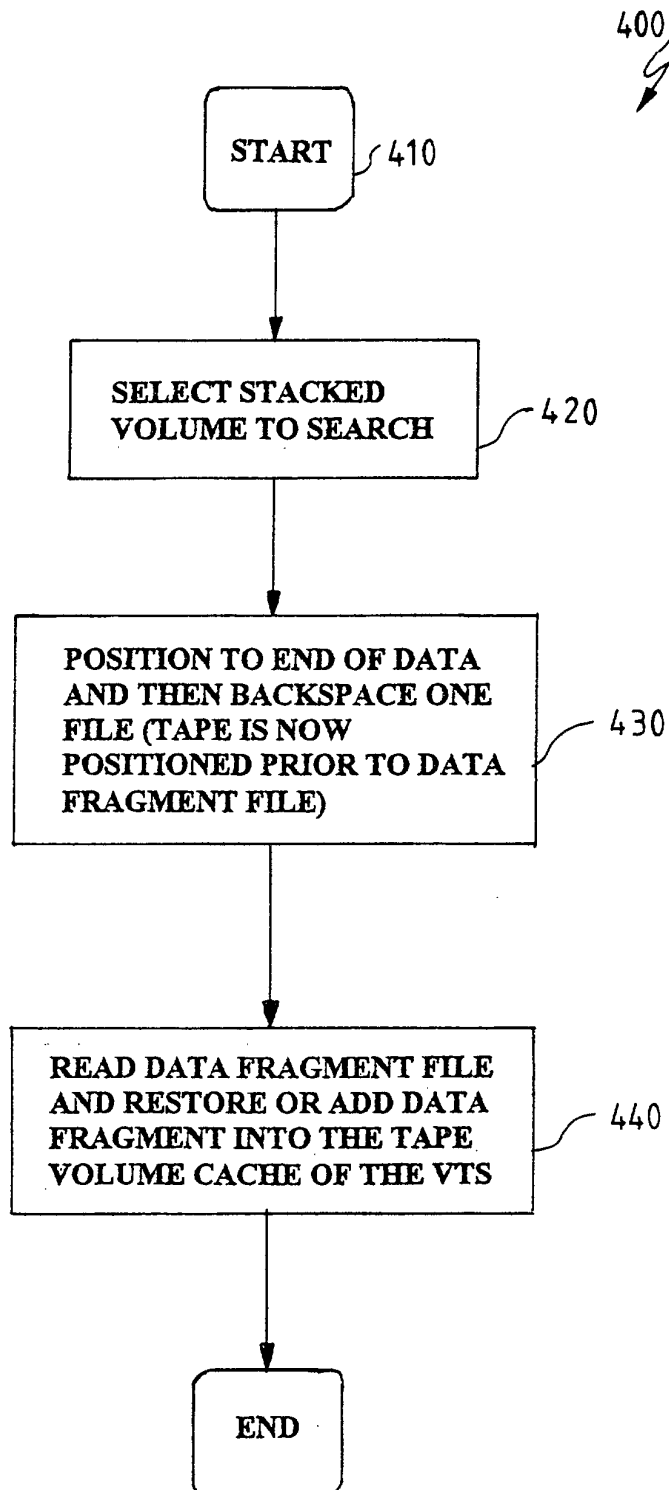 400
START
410
SELECT STACKED
VOLUME TO SEARCH
420
POSITION TO END OF DATA
AND THEN BACKSPACE ONE
FILE (TAPE IS NOW
POSITIONED PRIOR TO DATA
FRAGMENT FILE)
430
READ DATA FRAGMENT FILE
AND RESTORE OR ADD DATA
FRAGMENT INTO THE TAPE
VOLUME CACHE OF THE VTS
440
END